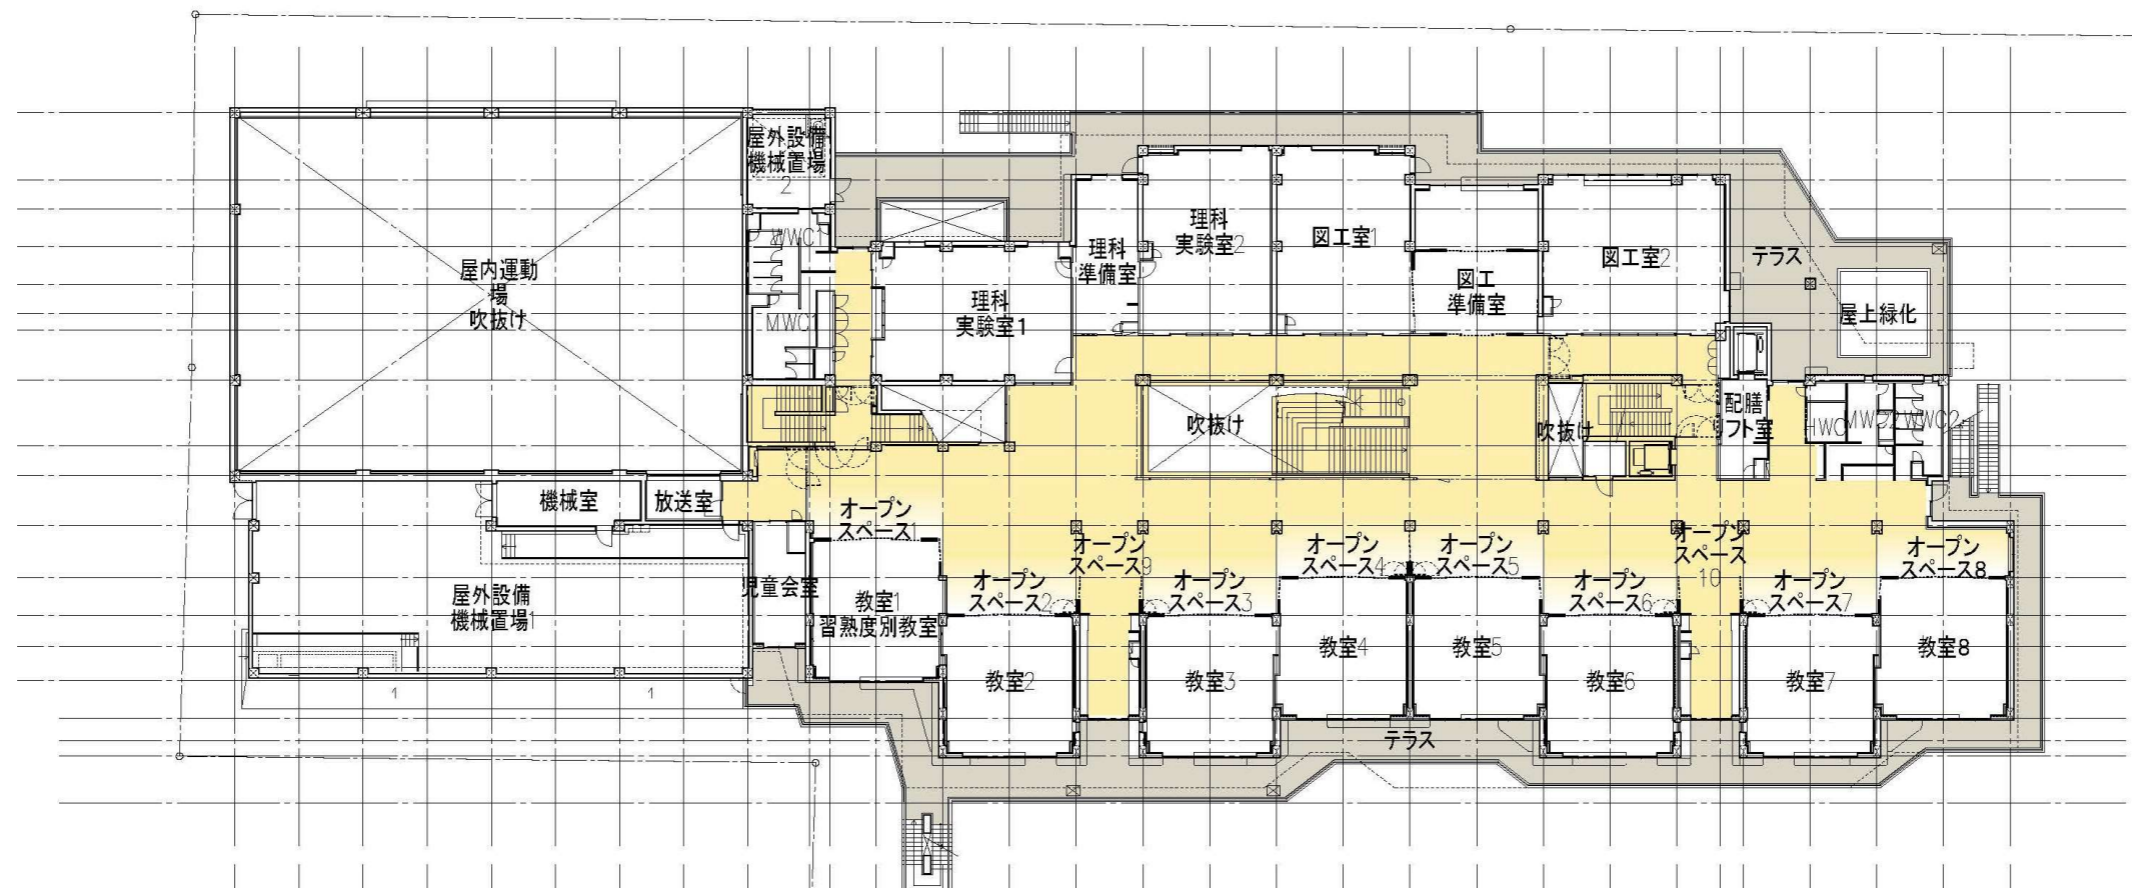 屋外設備
機械置場
2
WWC1
MWC1
屋内運動
場
吹抜け
理科
実験室1
理科
準備室
理科
実験室2
図工室1
図工
準備室
図工室2
テラス
屋上緑化
吹抜け
吹抜け
配膳
リフト室
HWC
MWC2
WWC2
機械室
放送室
屋外設備
機械置場1
1
1
児童会室
オープン
スペース1
教室1
習熟度別教室
オープン
スペース2
教室2
オープン
スペース9
オープン
スペース3
教室3
オープン
スペース4
教室4
オープン
スペース5
教室5
オープン
スペース6
教室6
オープン
スペース
10
オープン
スペース7
教室7
オープン
スペース8
教室8
テラス